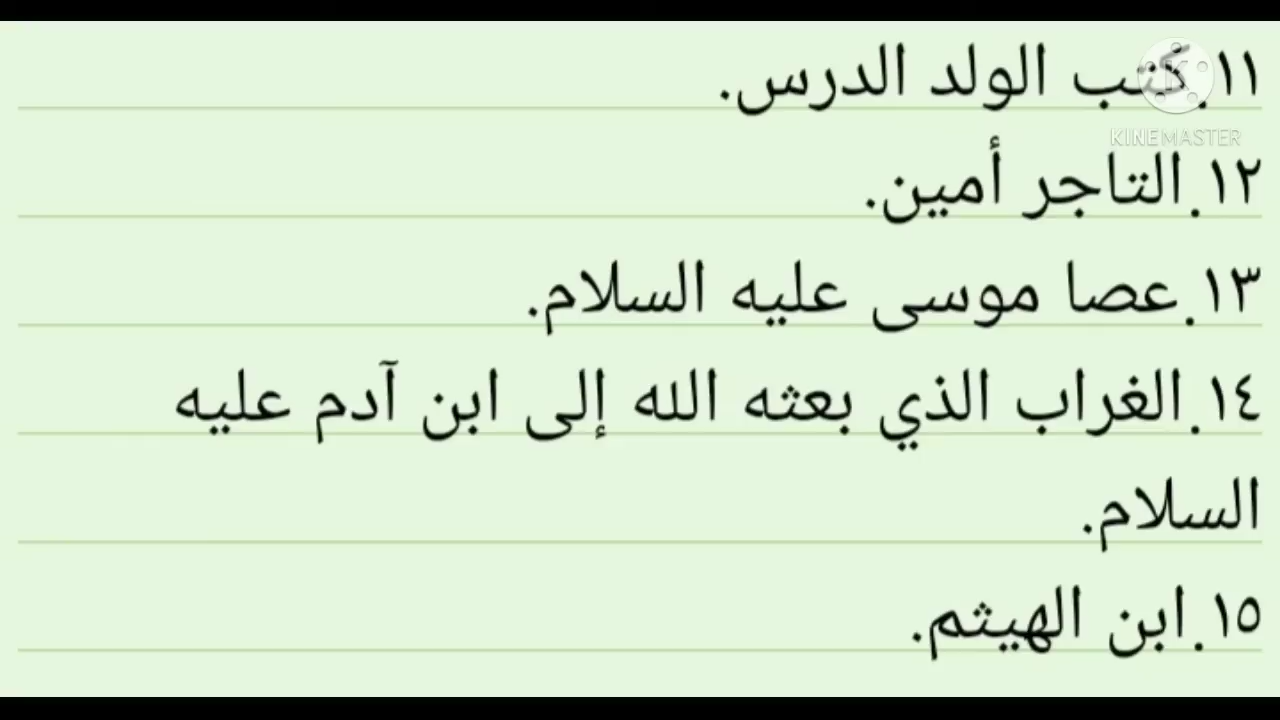 ١١.كتب الولد الدرس.
KINEMASTER
١٢.التاجر أمين.
١٣.عصا موسى عليه السلام.
١٤.الغراب الذي بعثه الله إلى ابن آدم عليه
السلام.
١٥.ابن الهيثم.